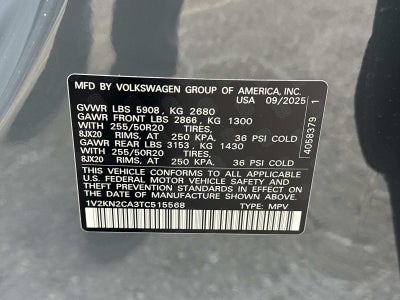 MFD BY VOLKSWAGEN GROUP OF AMERICA, INC.
USA 09/2025
GVWR LBS 5908, KG 2680
GAWR FRONT LBS 2866, KG 1300
WITH 255/50R20 TIRES,
8JX20 RIMS, AT 250 KPA, 36 PSI COLD
GAWR REAR LBS 3153, KG 1430
WITH 255/50R20 TIRES,
8JX20 RIMS, AT 250 KPA, 36 PSI COLD
THIS VEHICLE CONFORMS TO ALL APPLICABLE
U.S. FEDERAL MOTOR VEHICLE SAFETY STANDARDS IN EFFECT ON
THE DATE OF MANUFACTURE SHOWN ABOVE
1V2KN2CA3TC515568 TYPE: MPV
4058379 1